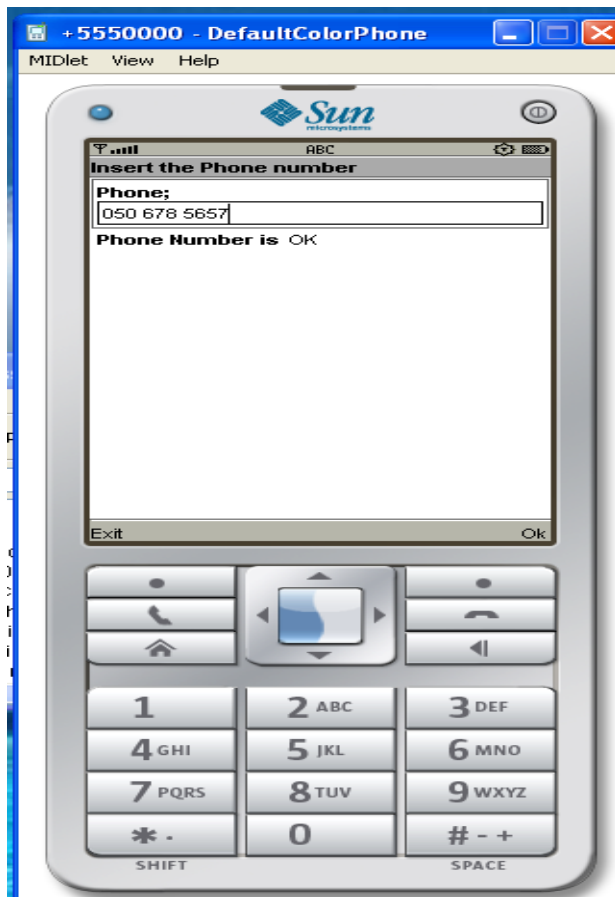 +5550000 - DefaultColorPhone
MIDlet View Help
Sun
microsystems
ABC
Insert the Phone number
Phone;
050 678 5657
Phone Number is OK
Exit Ok
1 2 ABC 3 DEF
4 GHI 5 JKL 6 MNO
7 PQRS 8 TUV 9 WXYZ
* . 0 # - +
SHIFT SPACE